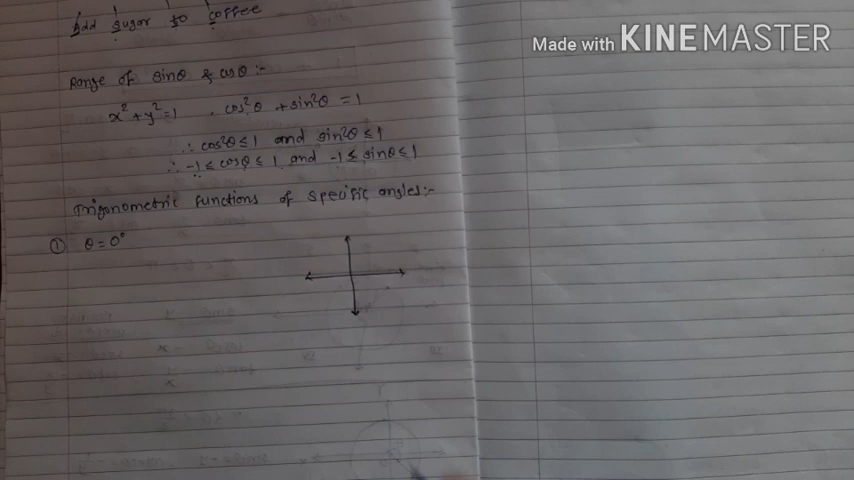 Add sugar to coffee
Made with KINEMASTER
Range of sinθ & cosθ :-
x² + y² = 1 . cos²θ + sin²θ = 1
∴ cos²θ ≤ 1 and sin²θ ≤ 1
∴ -1 ≤ cosθ ≤ 1 and -1 ≤ sinθ ≤ 1
Trigonometric functions of specific angles:-
① θ = 0°